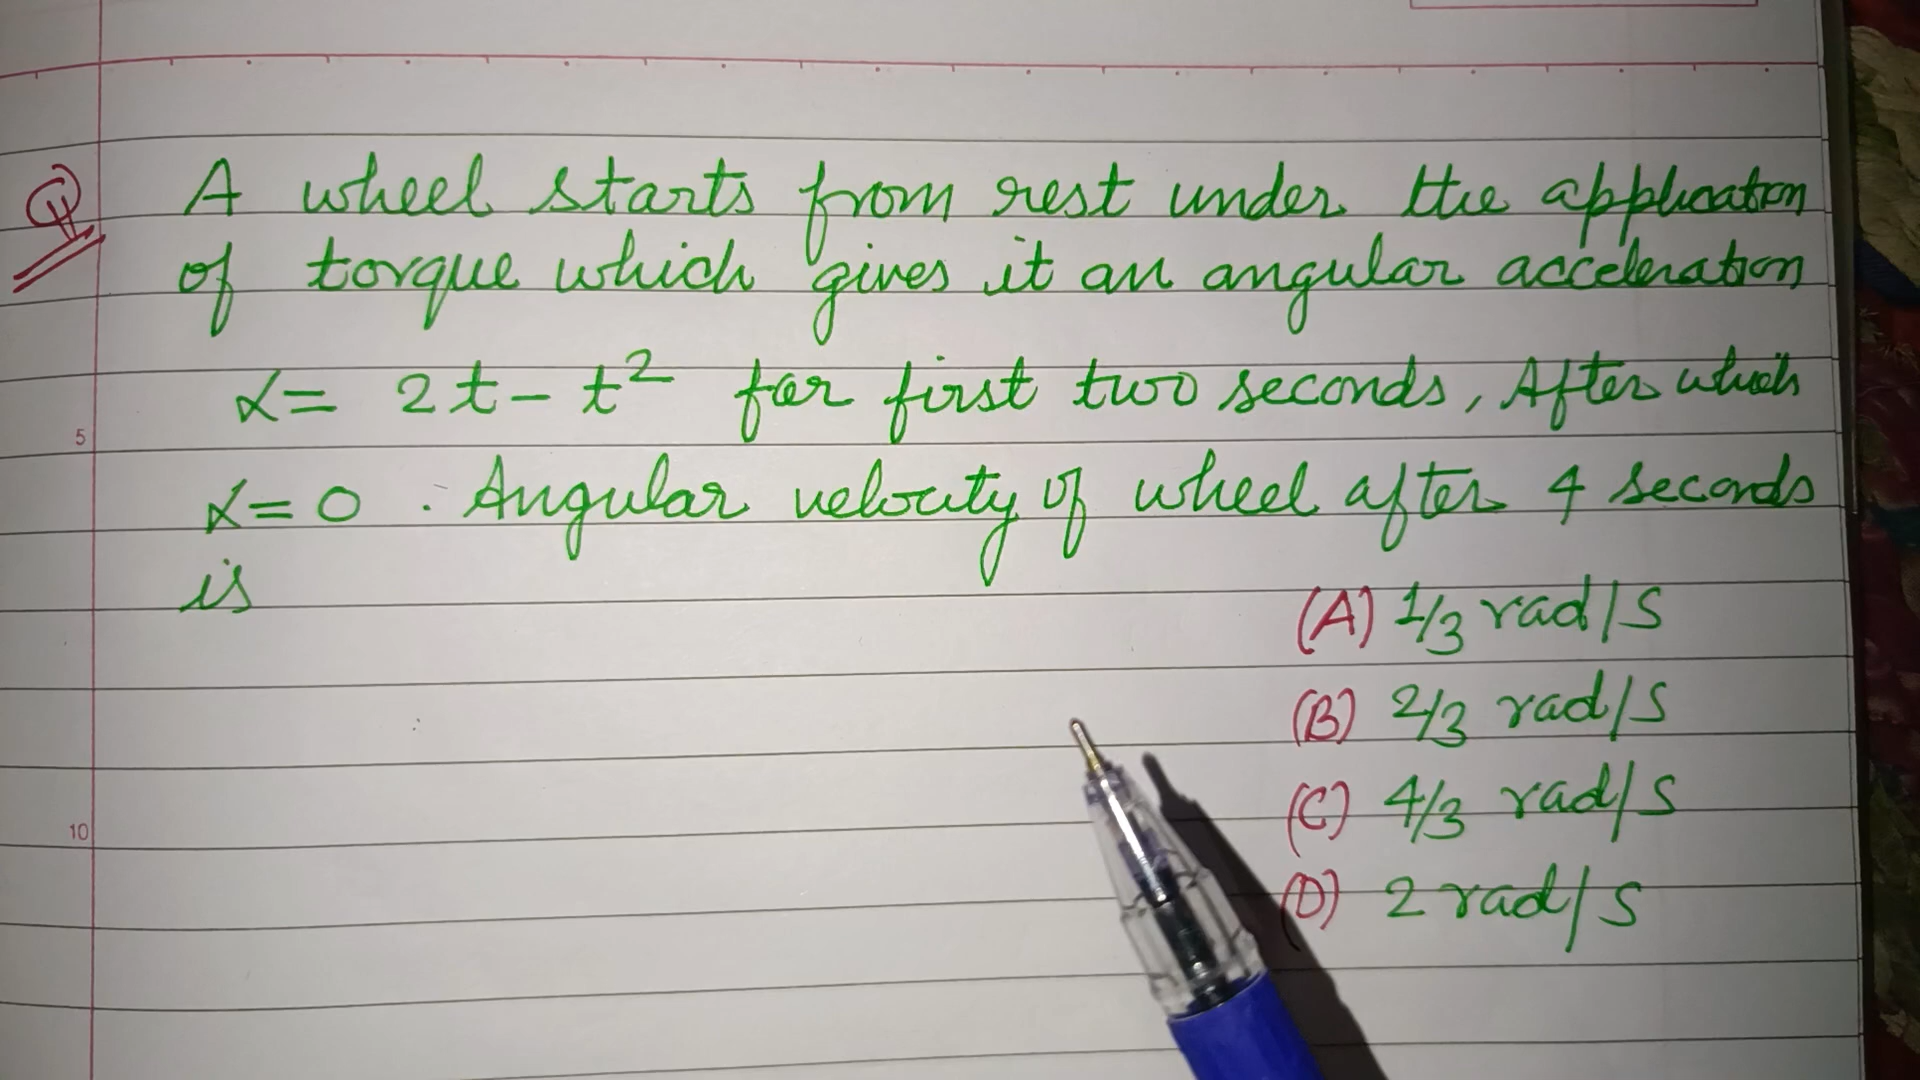 Q
A wheel starts from rest under the application
of torque which gives it an angular acceleration
α = 2t - t² for first two seconds, After which
α = 0 . Angular velocity of wheel after 4 seconds
is
(A) 1/3 rad/s
(B) 2/3 rad/s
(C) 4/3 rad/s
(D) 2 rad/s
5
10